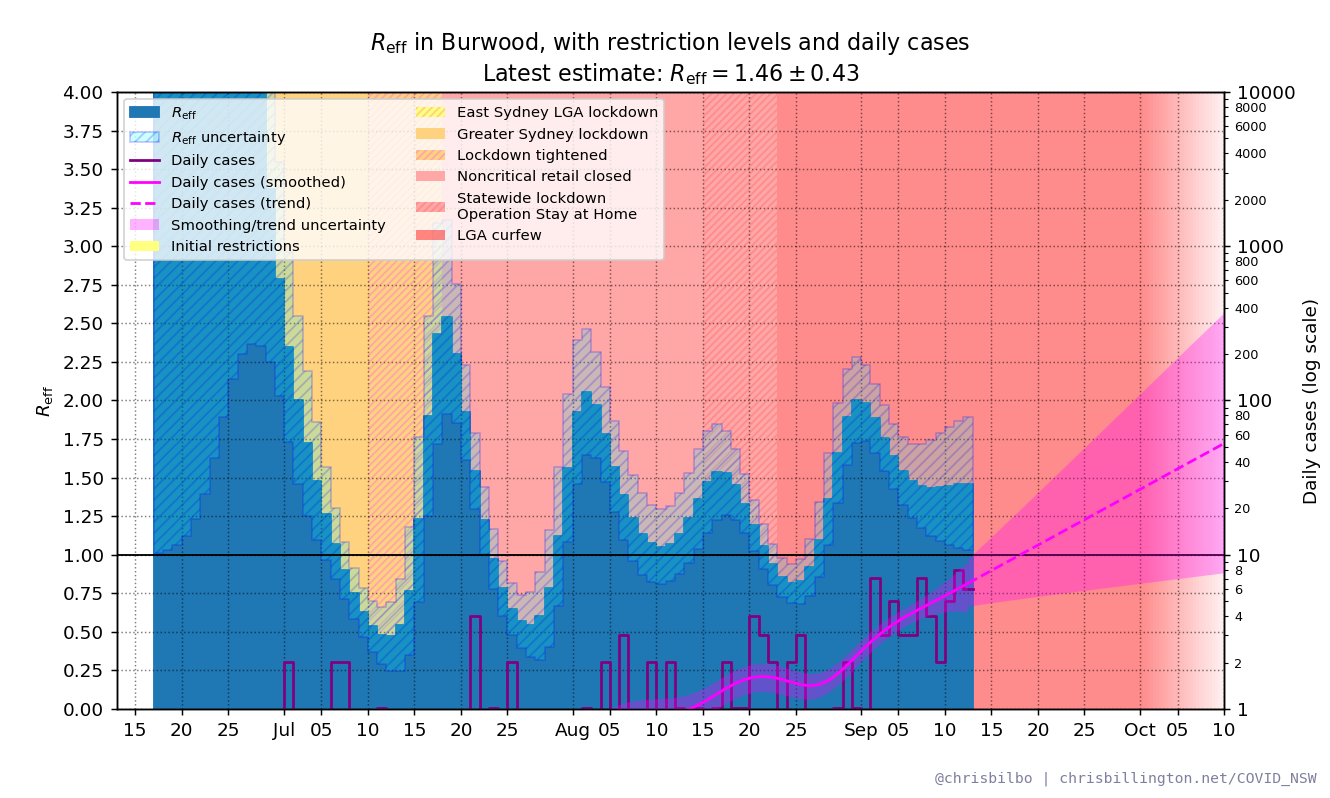 R_eff in Burwood, with restriction levels and daily cases
Latest estimate: R_eff = 1.46 ± 0.43
R_eff
R_eff uncertainty
Daily cases
Daily cases (smoothed)
Daily cases (trend)
Smoothing/trend uncertainty
Initial restrictions
East Sydney LGA lockdown
Greater Sydney lockdown
Lockdown tightened
Noncritical retail closed
Statewide lockdown
Operation Stay at Home
LGA curfew
R_eff
4.00
3.75
3.50
3.25
3.00
2.75
2.50
2.25
2.00
1.75
1.50
1.25
1.00
0.75
0.50
0.25
0.00
10000
8000
6000
4000
2000
1000
800
600
400
200
100
80
60
40
20
10
8
6
4
2
1
Daily cases (log scale)
15 20 25 Jul 05 10 15 20 25 Aug 05 10 15 20 25 Sep 05 10 15 20 25 Oct 05 10
@chrisbilbo | chrisbillington.net/COVID_NSW